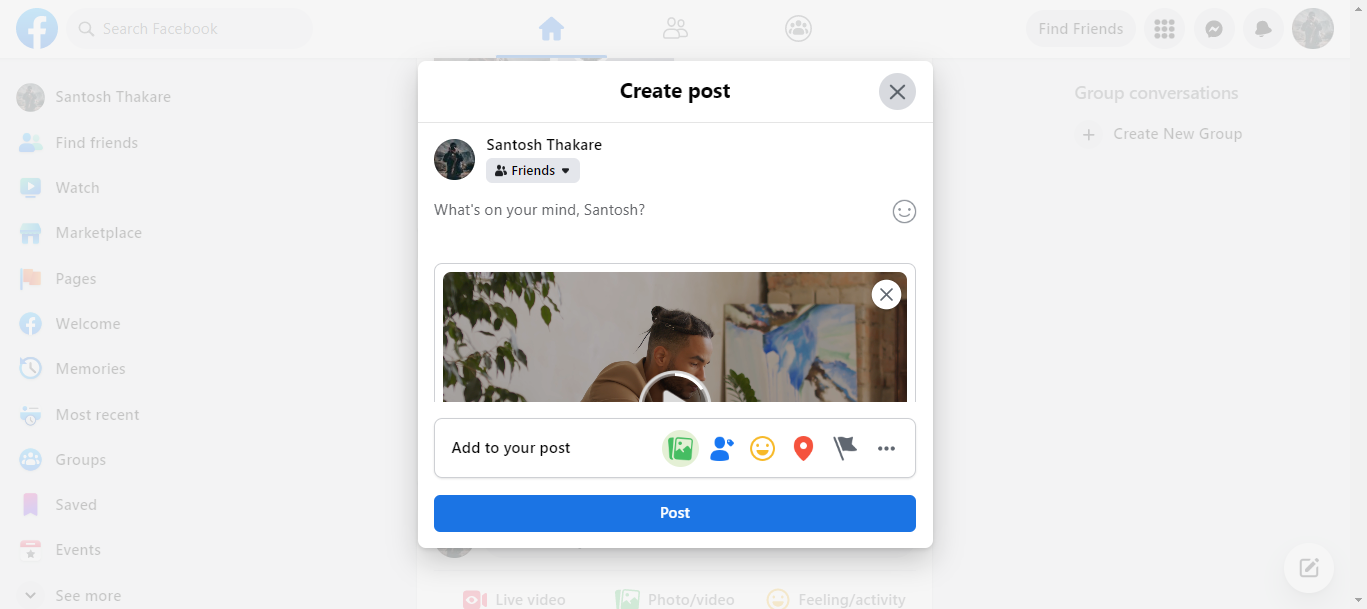 Search Facebook
Find Friends
Santosh Thakare
Find friends
Watch
Marketplace
Pages
Welcome
Memories
Most recent
Groups
Saved
Events
See more
Create post
Santosh Thakare
Friends
What's on your mind, Santosh?
Add to your post
Post
Live video
Photo/video
Feeling/activity
Group conversations
Create New Group